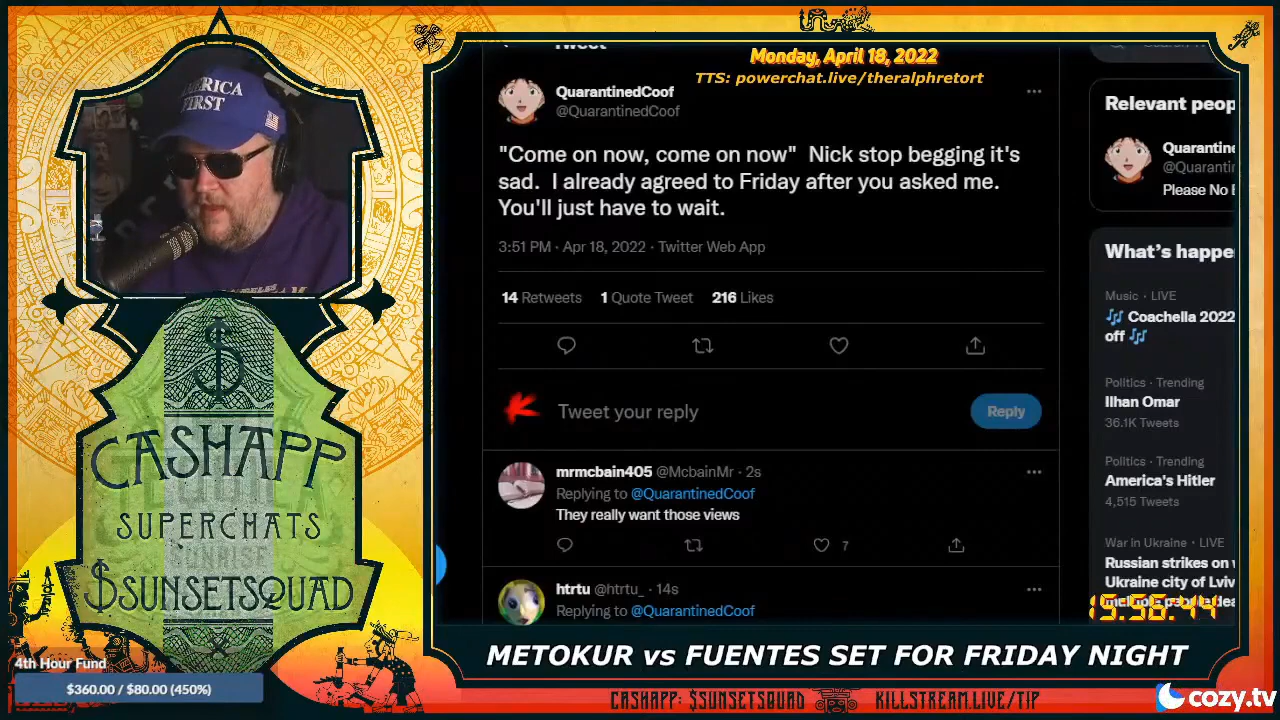 AMERICA
FIRST
Monday, April 18, 2022
TTS: powerchat.live/theralphretort
Tweet
QuarantinedCoof
@QuarantinedCoof
"Come on now, come on now"  Nick stop begging it's
sad.  I already agreed to Friday after you asked me.
You'll just have to wait.
3:51 PM · Apr 18, 2022 · Twitter Web App
14 Retweets 1 Quote Tweet 216 Likes
Tweet your reply
Reply
mrmcbain405 @McbainMr · 2s
Replying to @QuarantinedCoof
They really want those views
7
htrtu @htrtu_ · 14s
Replying to @QuarantinedCoof
Relevant peop
Quarantine
@Quaranti
Please No
What's happe
Music · LIVE
Coachella 2022
off
Politics · Trending
Ilhan Omar
36.1K Tweets
Politics · Trending
America's Hitler
4,515 Tweets
War in Ukraine · LIVE
Russian strikes on
Ukraine city of Lviv
15:56:44
CASHAPP
SUPERCHATS
$SUNSETSQUAD
4th Hour Fund
$360.00 / $80.00 (450%)
METOKUR vs FUENTES SET FOR FRIDAY NIGHT
CASHAPP: $SUNSETSQUAD KILLSTREAM.LIVE/TIP
cozy.tv